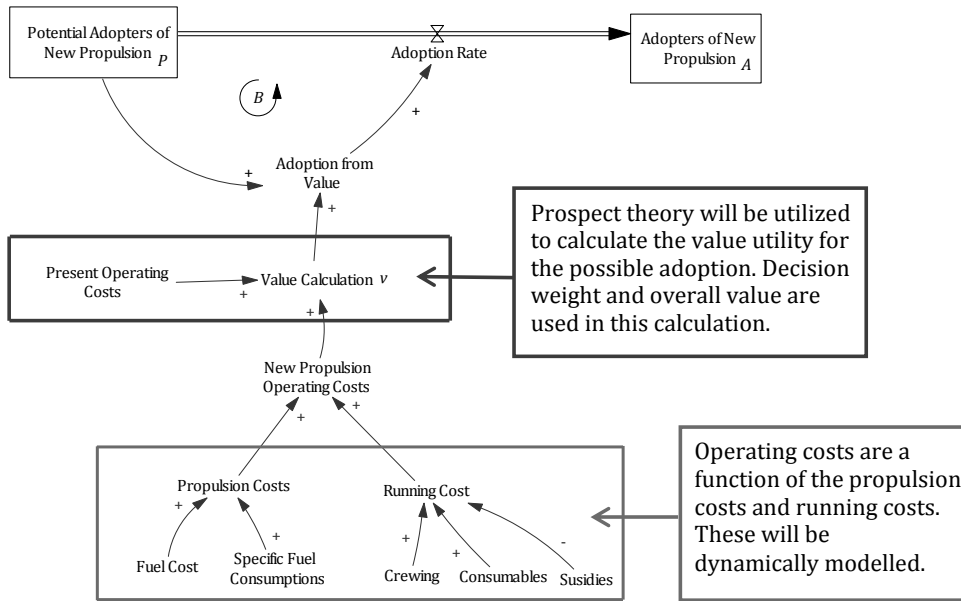 Potential Adopters of
New Propulsion P
Adoption Rate
Adopters of New
Propulsion A
B
+
+
Adoption from
Value
+
Present Operating
Costs
+
Value Calculation v
+
Prospect theory will be utilized
to calculate the value utility for
the possible adoption. Decision
weight and overall value are
used in this calculation.
New Propulsion
Operating Costs
+
+
Propulsion Costs
Running Cost
+
+
+
+
-
Fuel Cost
Specific Fuel
Consumptions
Crewing
Consumables
Susidies
Operating costs are a
function of the propulsion
costs and running costs.
These will be
dynamically modelled.